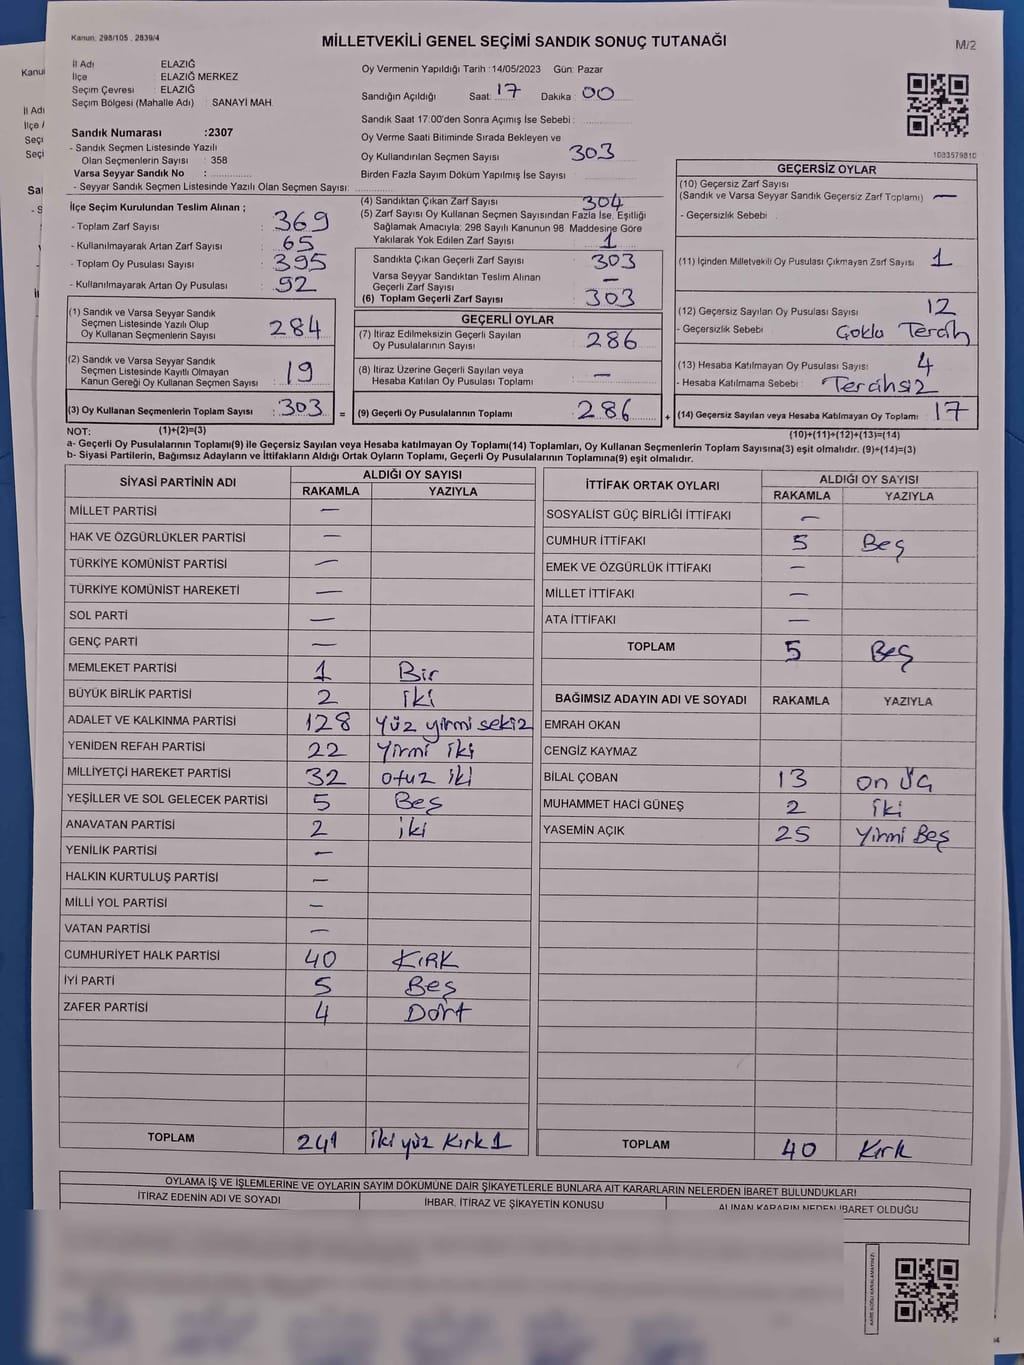 Kanun. 298/105 . 2839/4
MİLLETVEKİLİ GENEL SEÇİMİ SANDIK SONUÇ TUTANAĞI
M/2
İl Adı ELAZIĞ
İlçe : ELAZIĞ MERKEZ
Seçim Çevresi : ELAZIĞ
Seçim Bölgesi (Mahalle Adı) : SANAYİ MAH.
Sandık Numarası :2307
- Sandık Seçmen Listesinde Yazılı
Olan Seçmenlerin Sayısı : 358
Varsa Seyyar Sandık No :
- Seyyar Sandık Seçmen Listesinde Yazılı Olan Seçmen Sayısı:
Oy Vermenin Yapıldığı Tarih :14/05/2023 Gün: Pazar
Sandığın Açıldığı Saat: 17 Dakika 00
Sandık Saat 17:00'den Sonra Açımış İse Sebebi :
Oy Verme Saati Bitiminde Sırada Bekleyen ve
Oy Kullandırılan Seçmen Sayısı 303
Birden Fazla Sayım Döküm Yapılmış İse Sayısı
1083579810
İlçe Seçim Kurulundan Teslim Alınan ;
- Toplam Zarf Sayısı : 369
- Kullanılmayarak Artan Zarf Sayısı : 65
- Toplam Oy Pusulası Sayısı : 395
- Kullanılmayarak Artan Oy Pusulası : 92
(4) Sandıktan Çıkan Zarf Sayısı 304
(5) Zarf Sayısı Oy Kullanan Seçmen Sayısından Fazla İse, Eşitliği
Sağlamak Amacıyla: 298 Sayılı Kanunun 98 Maddesine Göre
Yakılarak Yok Edilen Zarf Sayısı : 1
Sandıkta Çıkan Geçerli Zarf Sayısı : 303
Varsa Seyyar Sandıktan Teslim Alınan
Geçerli Zarf Sayısı : —
(6) Toplam Geçerli Zarf Sayısı : 303
GEÇERSİZ OYLAR
(10) Geçersiz Zarf Sayısı
(Sandık ve Varsa Seyyar Sandık Geçersiz Zarf Toplamı) —
- Geçersizlik Sebebi
(11) İçinden Milletvekili Oy Pusulası Çıkmayan Zarf Sayısı 1
(12) Geçersiz Sayılan Oy Pusulası Sayısı 12
- Geçersizlik Sebebi : Çoklu Tercih
(13) Hesaba Katılmayan Oy Pusulası Sayısı 4
- Hesaba Katılmama Sebebi : Tercihsiz
(14) Geçersiz Sayılan veya Hesaba Katılmayan Oy Toplamı : 17
(10)+(11)+(12)+(13)=(14)
(1) Sandık ve Varsa Seyyar Sandık
Seçmen Listesinde Yazılı Olup
Oy Kullanan Seçmenlerin Sayısı : 284
(2) Sandık ve Varsa Seyyar Sandık
Seçmen Listesinde Kayıtlı Olmayan
Kanun Gereği Oy Kullanan Seçmen Sayısı : 19
(3) Oy Kullanan Seçmenlerin Toplam Sayısı : 303 =
GEÇERLİ OYLAR
(7) İtiraz Edilmeksizin Geçerli Sayılan
Oy Pusulalarının Sayısı : 286
(8) İtiraz Üzerine Geçerli Sayılan veya
Hesaba Katılan Oy Pusulası Toplamı : —
(9) Geçerli Oy Pusulalarının Toplamı : 286 +
NOT: (1)+(2)=(3)
a- Geçerli Oy Pusulalarının Toplamı(9) ile Geçersiz Sayılan veya Hesaba katılmayan Oy Toplamı(14) Toplamları, Oy Kullanan Seçmenlerin Toplam Sayısına(3) eşit olmalıdır. (9)+(14)=(3)
b- Siyasi Partilerin, Bağımsız Adayların ve İttifakların Aldığı Ortak Oyların Toplamı, Geçerli Oy Pusulalarının Toplamına(9) eşit olmalıdır.
SİYASİ PARTİNİN ADI ALDIĞI OY SAYISI
RAKAMLA YAZIYLA
MİLLET PARTİSİ —
HAK VE ÖZGÜRLÜKLER PARTİSİ —
TÜRKİYE KOMÜNİST PARTİSİ —
TÜRKİYE KOMÜNİST HAREKETİ —
SOL PARTİ —
GENÇ PARTİ —
MEMLEKET PARTİSİ 1 Bir
BÜYÜK BİRLİK PARTİSİ 2 iki
ADALET VE KALKINMA PARTİSİ 128 Yüz yirmi sekiz
YENİDEN REFAH PARTİSİ 22 Yirmi iki
MİLLİYETÇİ HAREKET PARTİSİ 32 otuz iki
YEŞİLLER VE SOL GELECEK PARTİSİ 5 Beş
ANAVATAN PARTİSİ 2 iki
YENİLİK PARTİSİ —
HALKIN KURTULUŞ PARTİSİ —
MİLLİ YOL PARTİSİ —
VATAN PARTİSİ —
CUMHURİYET HALK PARTİSİ 40 KIRK
İYİ PARTİ 5 Beş
ZAFER PARTİSİ 4 Dört
TOPLAM 241 iki yüz Kırk 1
İTTİFAK ORTAK OYLARI ALDIĞI OY SAYISI
RAKAMLA YAZIYLA
SOSYALİST GÜÇ BİRLİĞİ İTTİFAKI —
CUMHUR İTTİFAKI 5 Beş
EMEK VE ÖZGÜRLÜK İTTİFAKI —
MİLLET İTTİFAKI —
ATA İTTİFAKI —
TOPLAM 5 Beş
BAĞIMSIZ ADAYIN ADI VE SOYADI RAKAMLA YAZIYLA
EMRAH OKAN
CENGİZ KAYMAZ
BİLAL ÇOBAN 13 on üç
MUHAMMET HACİ GÜNEŞ 2 iki
YASEMİN AÇIK 25 Yirmi Beş
TOPLAM 40 Kırk
OYLAMA İŞ VE İŞLEMLERİNE VE OYLARIN SAYIM DÖKÜMÜNE DAİR ŞİKAYETLERLE BUNLARA AİT KARARLARIN NELERDEN İBARET BULUNDUKLARI
İTİRAZ EDENİN ADI VE SOYADI İHBAR, İTİRAZ VE ŞİKAYETİN KONUSU ALINAN KARARIN NEDEN İBARET OLDUĞU